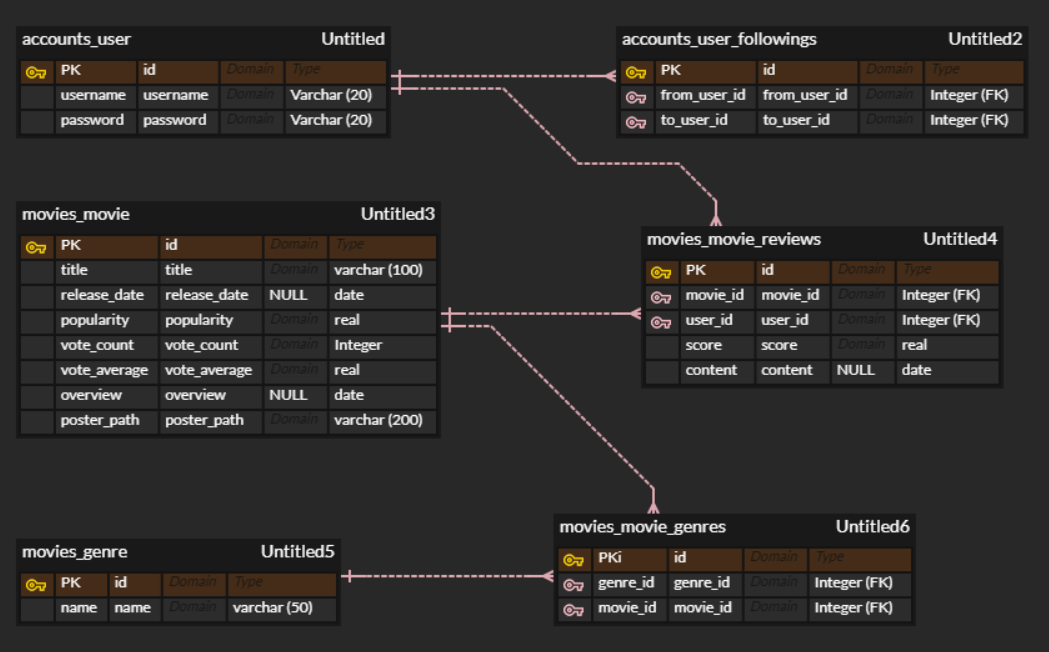 accounts_user Untitled
PK id Domain Type
username username Domain Varchar (20)
password password Domain Varchar (20)
accounts_user_followings Untitled2
PK id Domain Type
from_user_id from_user_id Domain Integer (FK)
to_user_id to_user_id Domain Integer (FK)
movies_movie Untitled3
PK id Domain Type
title title Domain varchar (100)
release_date release_date NULL date
popularity popularity Domain real
vote_count vote_count Domain Integer
vote_average vote_average Domain real
overview overview NULL date
poster_path poster_path Domain varchar (200)
movies_movie_reviews Untitled4
PK id Domain Type
movie_id movie_id Domain Integer (FK)
user_id user_id Domain Integer (FK)
score score Domain real
content content NULL date
movies_genre Untitled5
PK id Domain Type
name name Domain varchar (50)
movies_movie_genres Untitled6
PKi id Domain Type
genre_id genre_id Domain Integer (FK)
movie_id movie_id Domain Integer (FK)